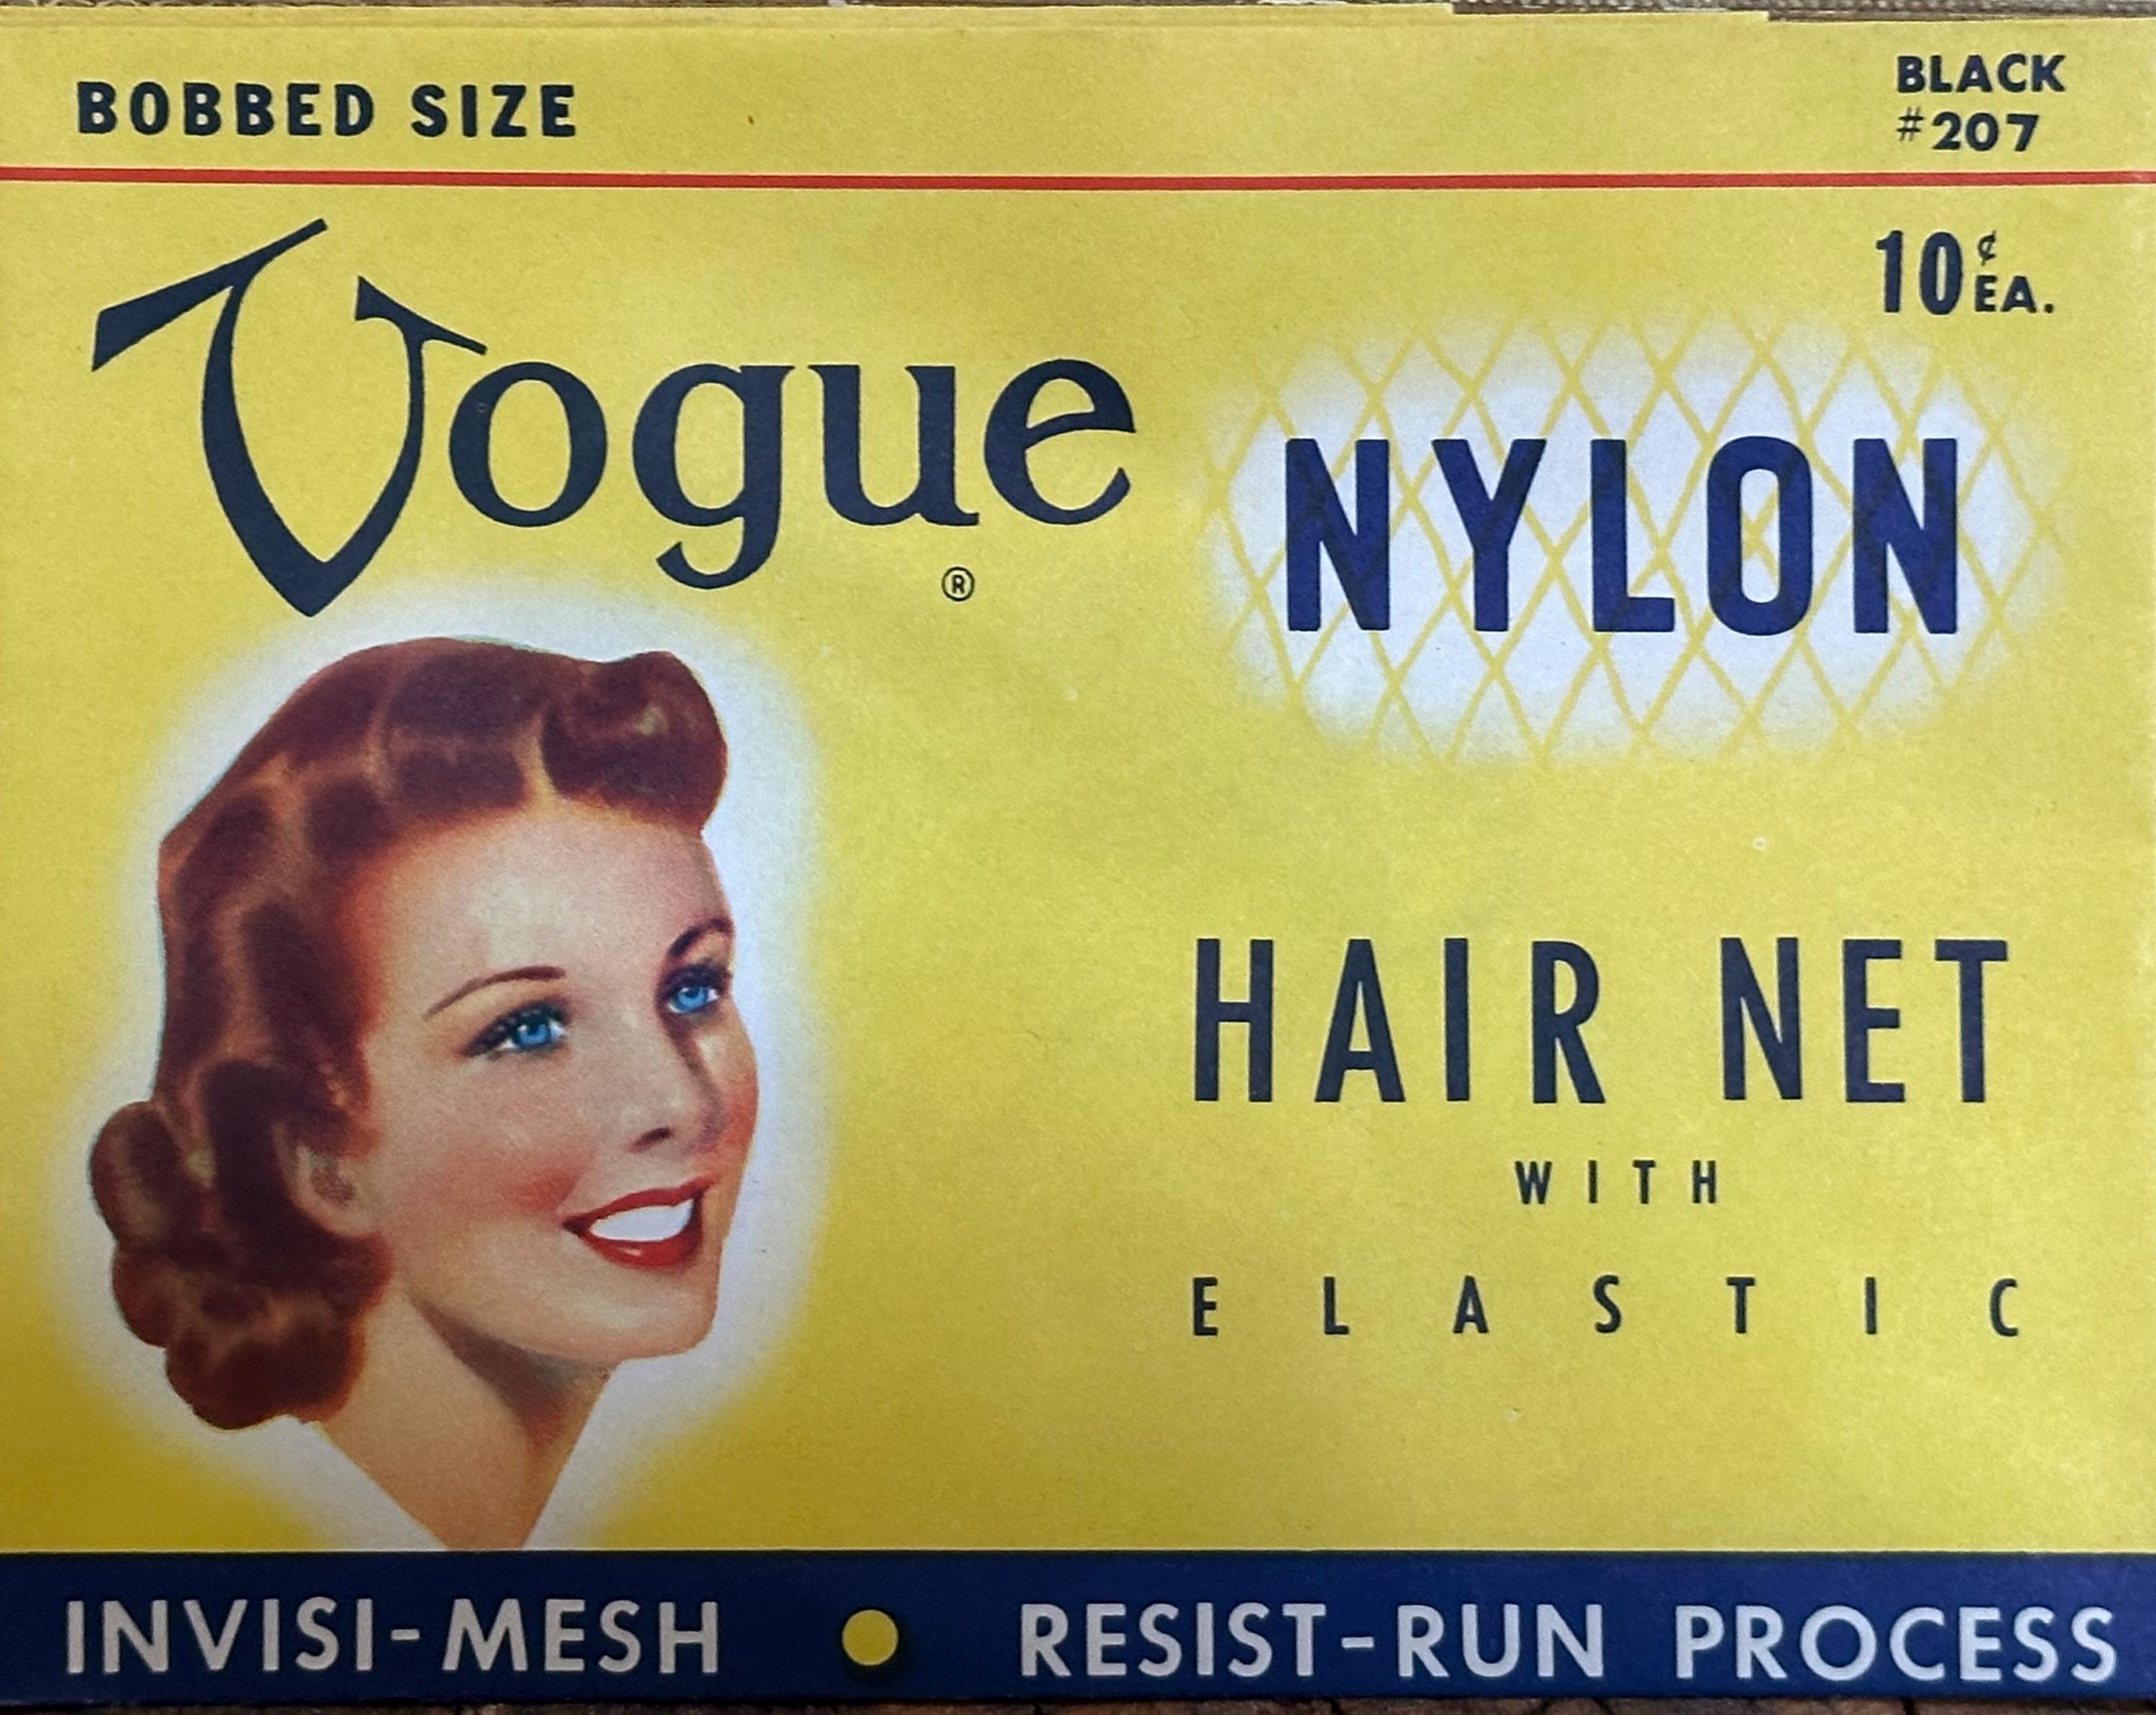 BOBBED SIZE
BLACK
#207
Vogue®
10¢ EA.
NYLON
HAIR NET
WITH
ELASTIC
INVISI-MESH • RESIST-RUN PROCESS